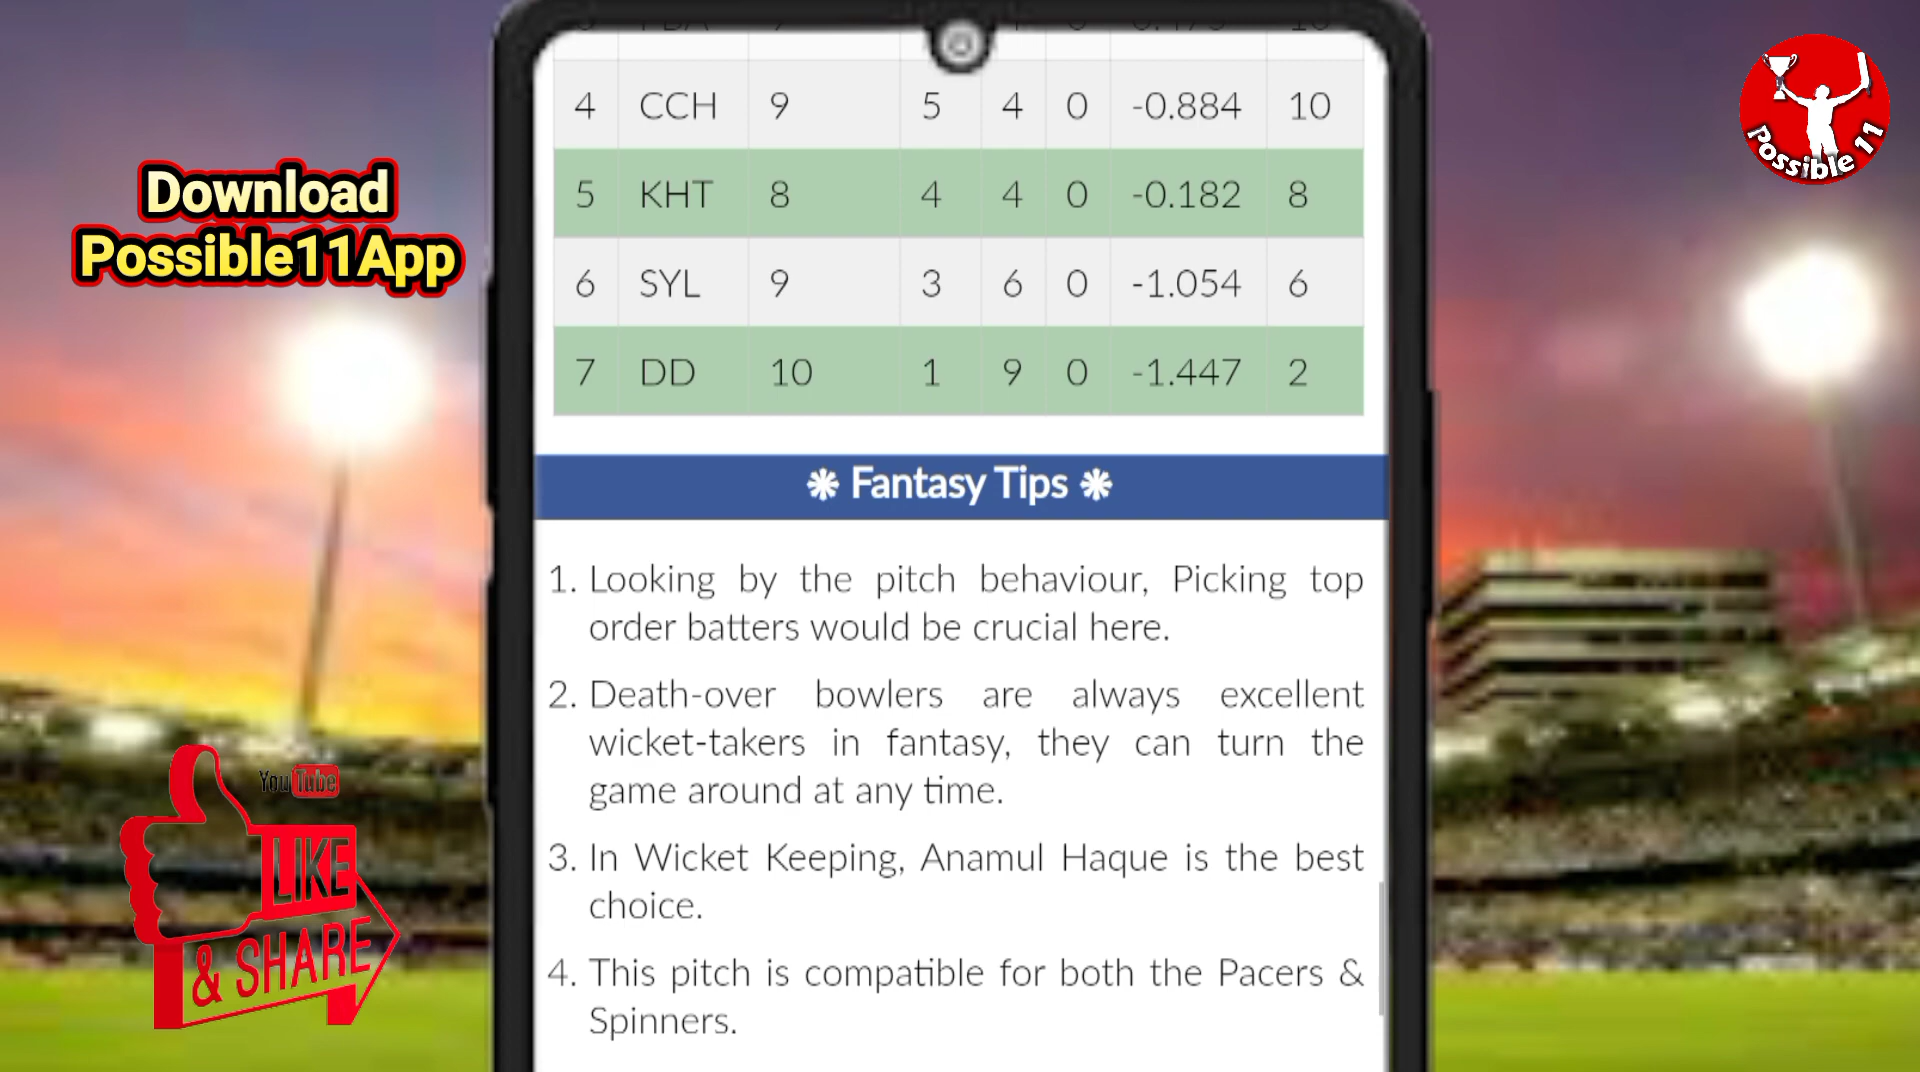 4 CCH 9 5 4 0 -0.884 10
5 KHT 8 4 4 0 -0.182 8
6 SYL 9 3 6 0 -1.054 6
7 DD 10 1 9 0 -1.447 2
Possible 11
Download
Possible11App
❋ Fantasy Tips ❋
1. Looking by the pitch behaviour, Picking top
order batters would be crucial here.
2. Death-over bowlers are always excellent
wicket-takers in fantasy, they can turn the
game around at any time.
3. In Wicket Keeping, Anamul Haque is the best
choice.
4. This pitch is compatible for both the Pacers &
Spinners.
YouTube
LIKE
& SHARE